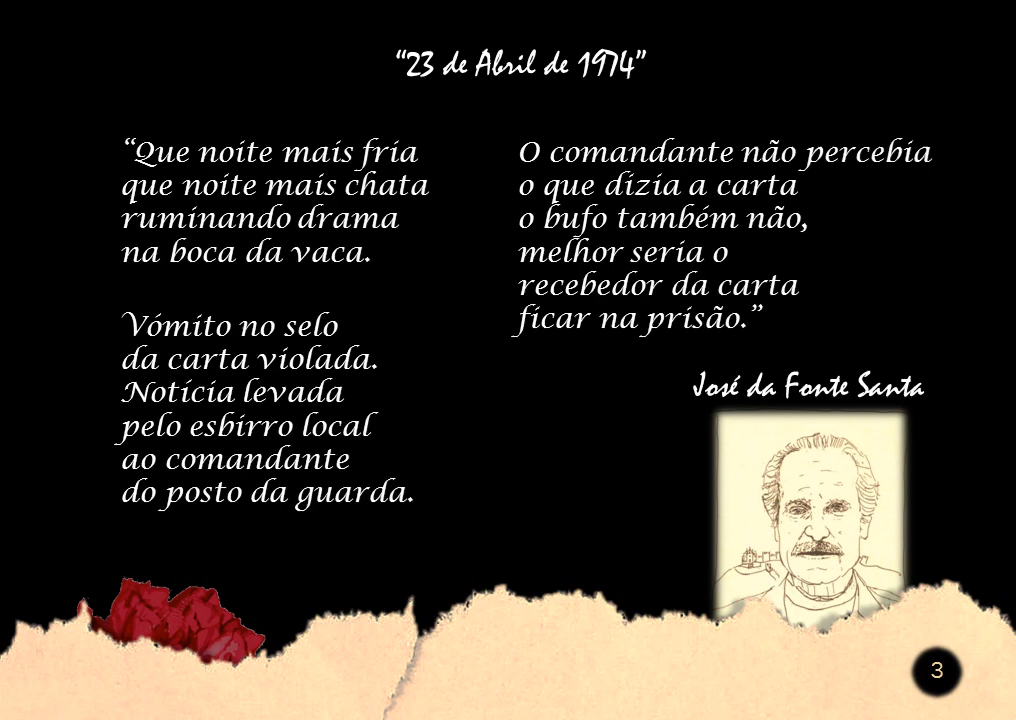 “23 de Abril de 1974”
“Que noite mais fria
que noite mais chata
ruminando drama
na boca da vaca.
Vómito no selo
da carta violada.
Notícia levada
pelo esbirro local
ao comandante
do posto da guarda.
O comandante não percebia
o que dizia a carta
o bufo também não,
melhor seria o
recebedor da carta
ficar na prisão.”
José da Fonte Santa
3